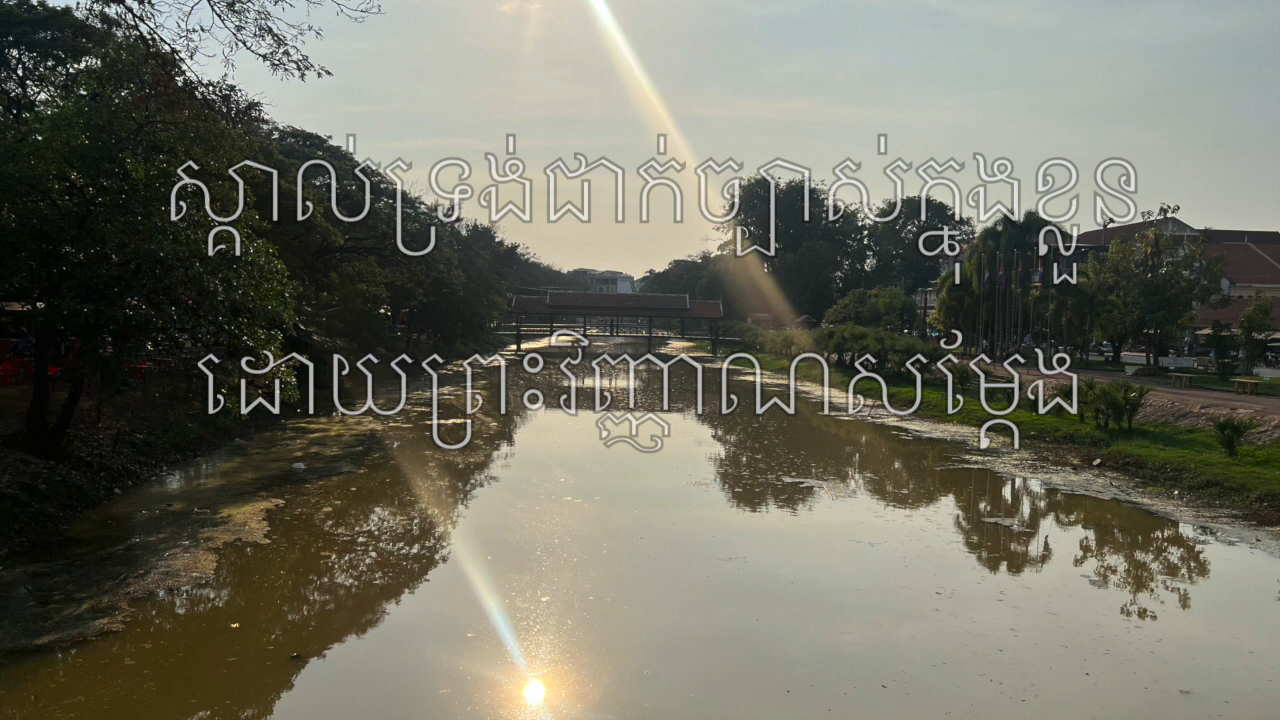 ស្គាល់ទ្រង់ជាក់ច្បាស់ក្នុងខ្លួន
ដោយព្រះវិញ្ញាណសំម្ដែង